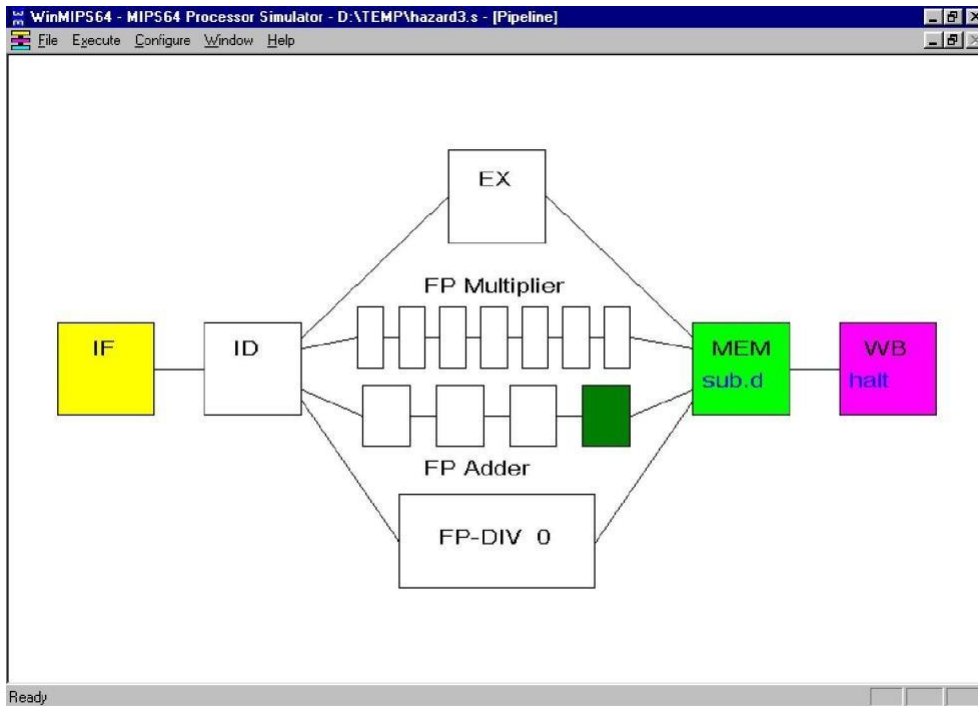 WinMIPS64 - MIPS64 Processor Simulator - D:\TEMP\hazard3.s - [Pipeline]
File Execute Configure Window Help
EX
FP Multiplier
IF ID MEM WB
sub.d halt
FP Adder
FP-DIV 0
Ready